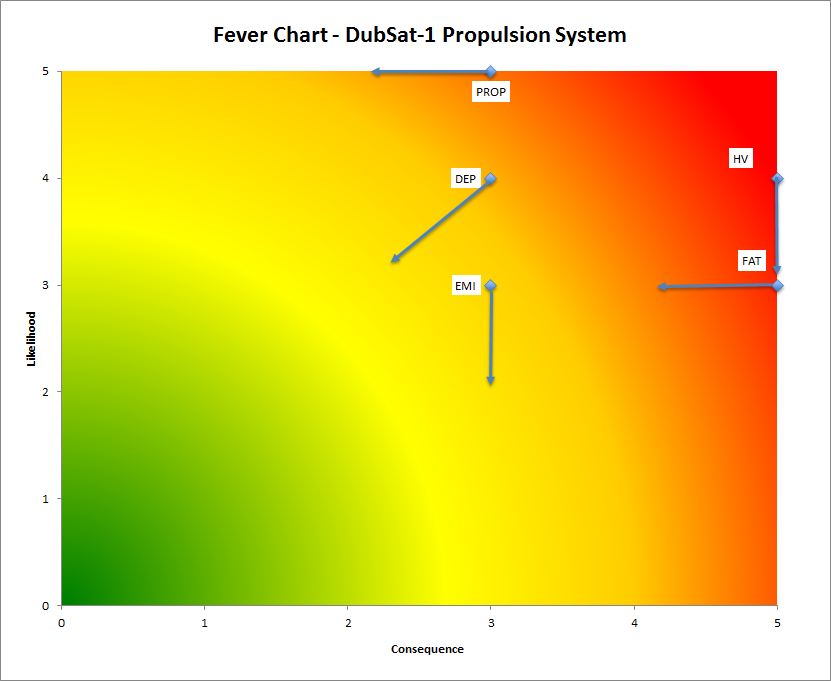 Fever Chart - DubSat-1 Propulsion System
5
PROP
HV
4
DEP
FAT
3
EMI
Likelihood
2
1
0
0 1 2 3 4 5
Consequence